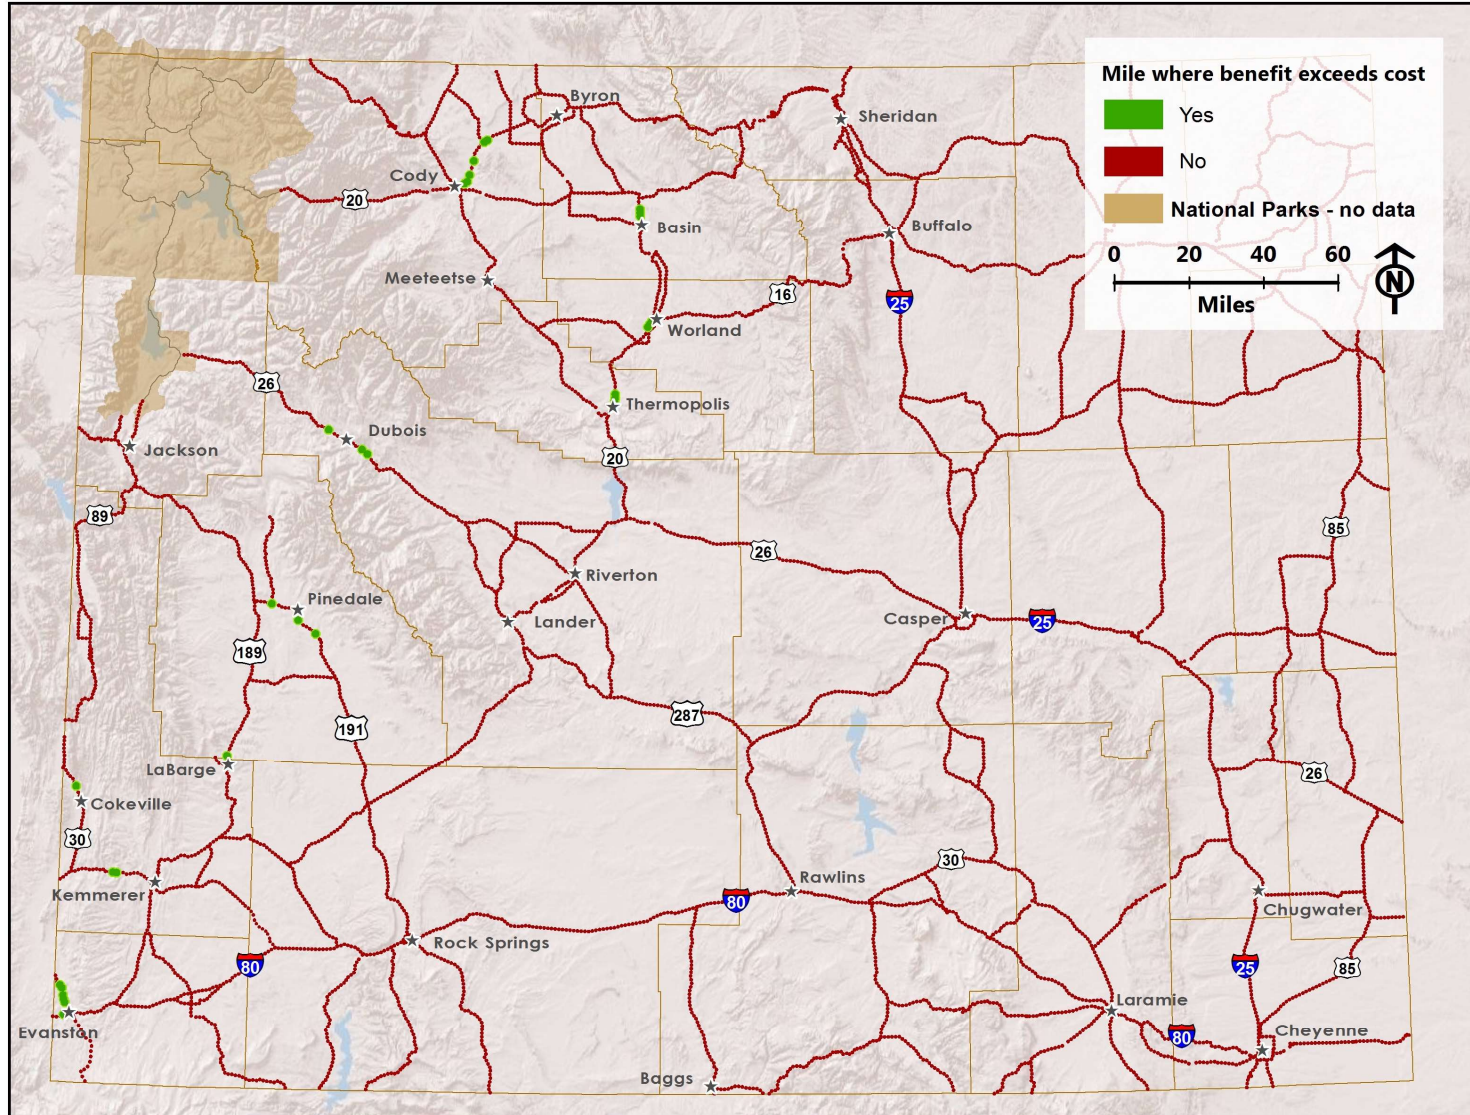 Mile where benefit exceeds cost
Yes
No
National Parks - no data
0 20 40 60
Miles
N
Byron
Sheridan
Cody
20
Basin
Buffalo
Meeteetse
16
25
Worland
26
Thermopolis
Dubois
Jackson
20
89
85
26
Riverton
Pinedale
Lander
Casper
25
189
287
191
LaBarge
26
Cokeville
30
30
Kemmerer
Rawlins
80
Chugwater
Rock Springs
80
25
85
Laramie
Evanston
80
Cheyenne
Baggs